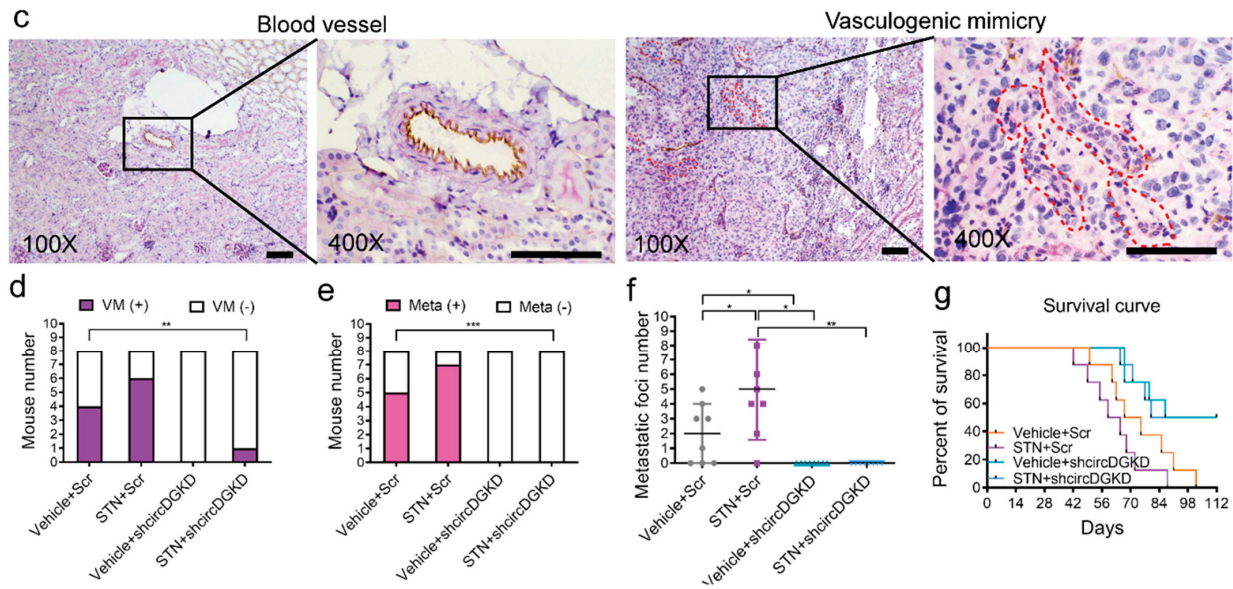 c
Blood vessel
Vasculogenic mimicry
100X
400X
100X
400X
d
VM (+)
VM (-)
**
Mouse number
10
9
8
7
6
5
4
3
2
1
0
Vehicle+Scr
STN+Scr
Vehicle+shcircDGKD
STN+shcircDGKD
e
Meta (+)
Meta (-)
***
Mouse number
10
9
8
7
6
5
4
3
2
1
0
Vehicle+Scr
STN+Scr
Vehicle+shcircDGKD
STN+shcircDGKD
f
*
*
*
**
Metastatic foci number
10
9
8
7
6
5
4
3
2
1
0
Vehicle+Scr
STN+Scr
Vehicle+shcircDGKD
STN+shcircDGKD
g
Survival curve
Percent of survival
100
80
60
40
20
0
Vehicle+Scr
STN+Scr
Vehicle+shcircDGKD
STN+shcircDGKD
0 14 28 42 56 70 84 98 112
Days